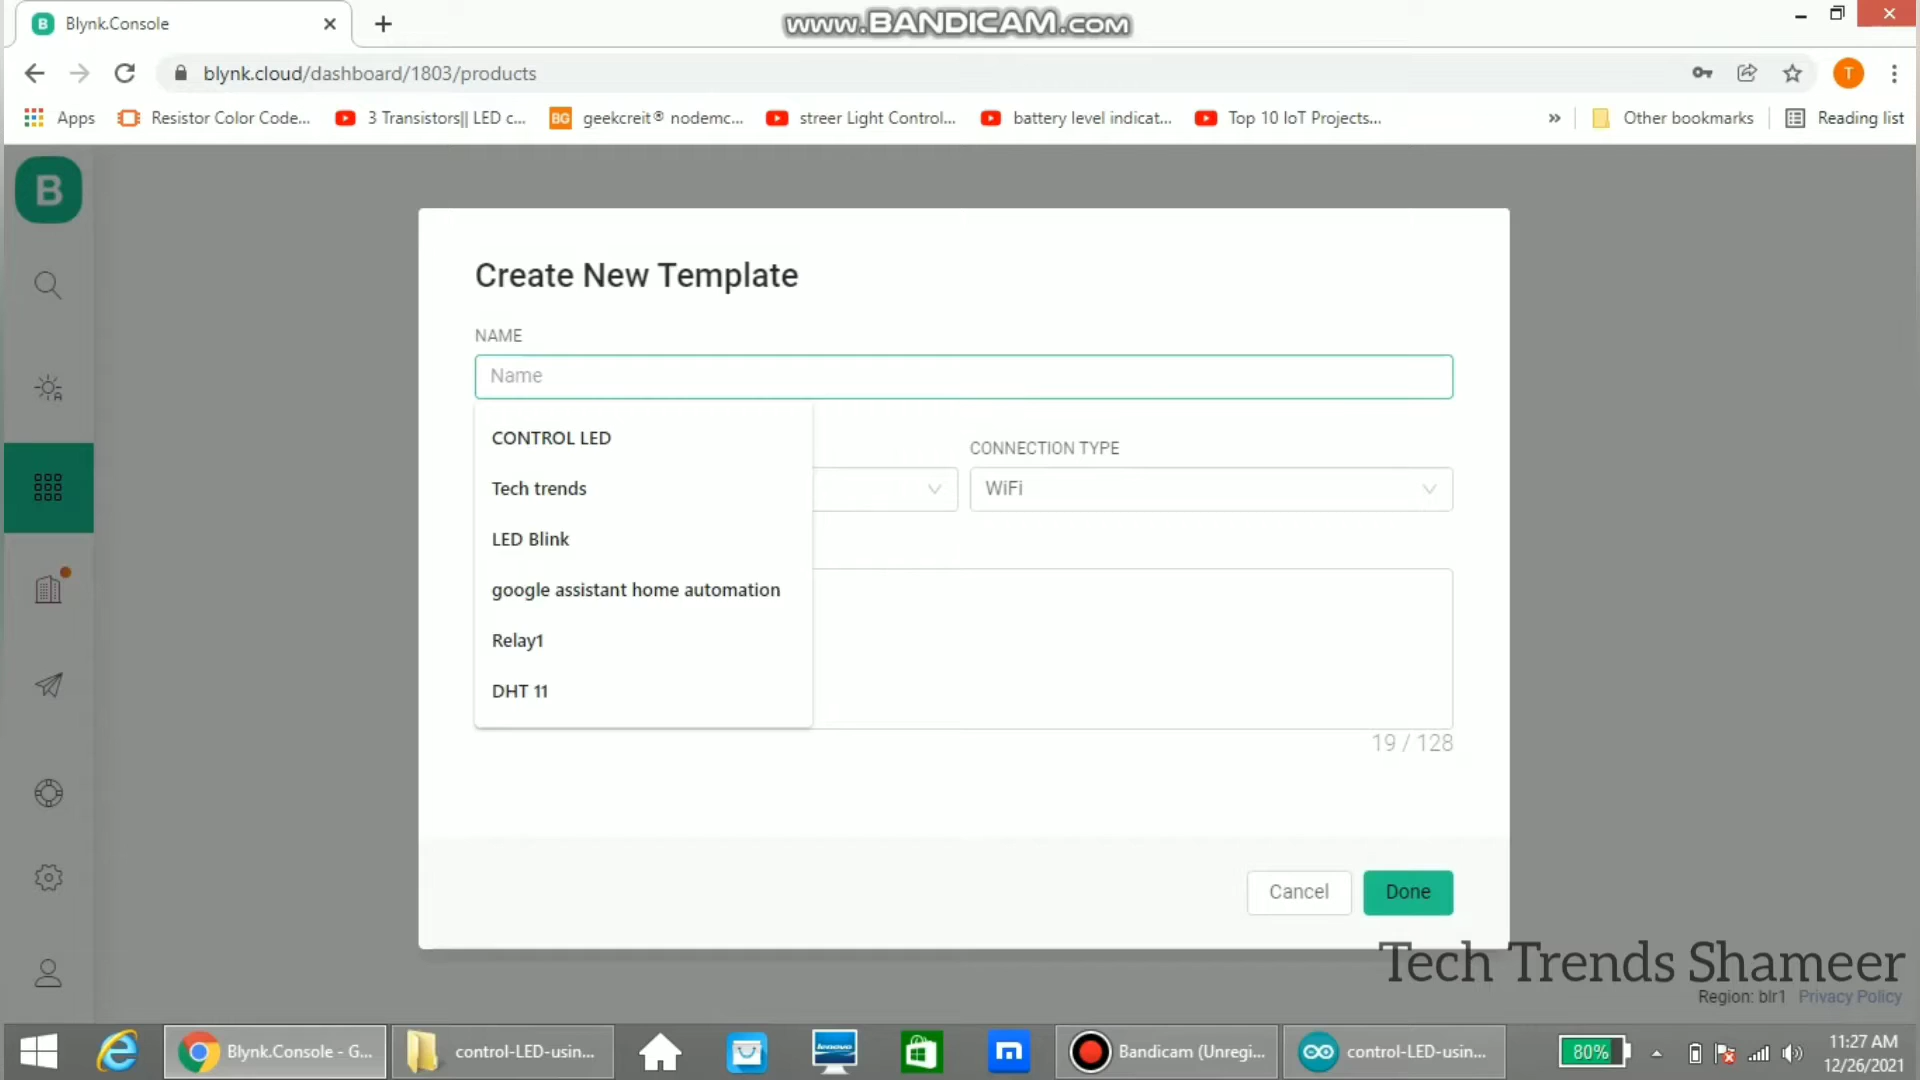 Blynk.Console
www.BANDICAM.com
blynk.cloud/dashboard/1803/products
T
Apps
Resistor Color Code...
3 Transistors|| LED c...
BG
geekcreit® nodemc...
streer Light Control...
battery level indicat...
Top 10 IoT Projects...
»
Other bookmarks
Reading list
B
Create New Template
NAME
Name
CONTROL LED
Tech trends
LED Blink
google assistant home automation
Relay1
DHT 11
CONNECTION TYPE
WiFi
19 / 128
Cancel
Done
Tech Trends Shameer
Region: blr1 Privacy Policy
Blynk.Console - G...
control-LED-usin...
lenovo
Bandicam (Unregi...
control-LED-usin...
80%
11:27 AM
12/26/2021